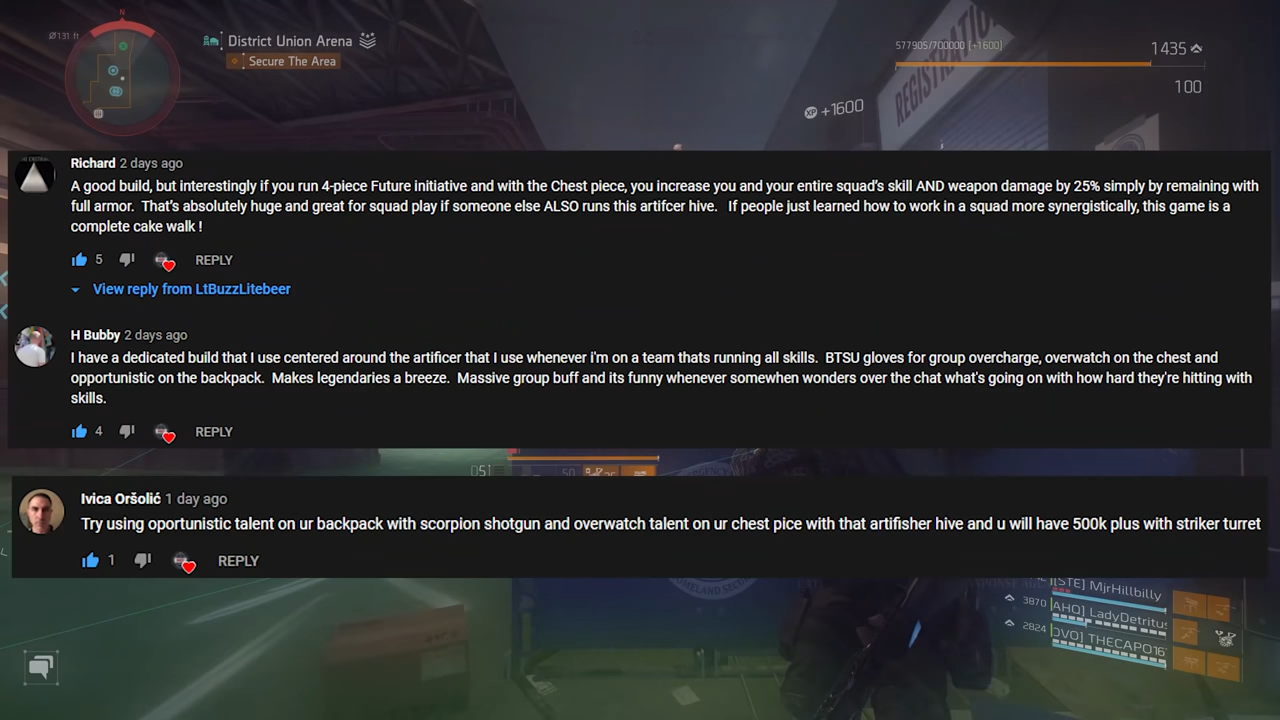 N
131 ft
District Union Arena
Secure The Area
577905/700000 [+1600]
1435
100
XP +1600
REGISTRATION
Richard 2 days ago
A good build, but interestingly if you run 4-piece Future initiative and with the Chest piece, you increase you and your entire squad's skill AND weapon damage by 25% simply by remaining with
full armor. That's absolutely huge and great for squad play if someone else ALSO runs this artifcer hive. If people just learned how to work in a squad more synergistically, this game is a
complete cake walk !
5 REPLY
View reply from LtBuzzLitebeer
H Bubby 2 days ago
I have a dedicated build that I use centered around the artificer that I use whenever i'm on a team thats running all skills. BTSU gloves for group overcharge, overwatch on the chest and
opportunistic on the backpack. Makes legendaries a breeze. Massive group buff and its funny whenever somewhen wonders over the chat what's going on with how hard they're hitting with
skills.
4 REPLY
50
Ivica Oršolić 1 day ago
Try using oportunistic talent on ur backpack with scorpion shotgun and overwatch talent on ur chest pice with that artifisher hive and u will have 500k plus with striker turret
1 REPLY
[STE] MjrHillbilly
3870 [AHQ] LadyDetritus
2824 THECAPO16